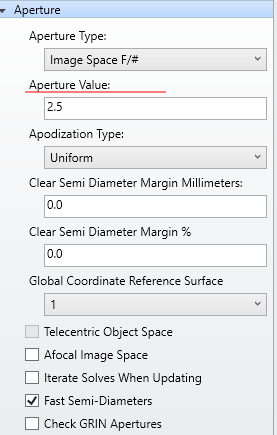 Aperture
Aperture Type:
Image Space F/#
Aperture Value:
2.5
Apodization Type:
Uniform
Clear Semi Diameter Margin Millimeters:
0.0
Clear Semi Diameter Margin %
0.0
Global Coordinate Reference Surface
1
Telecentric Object Space
Afocal Image Space
Iterate Solves When Updating
Fast Semi-Diameters
Check GRIN Apertures